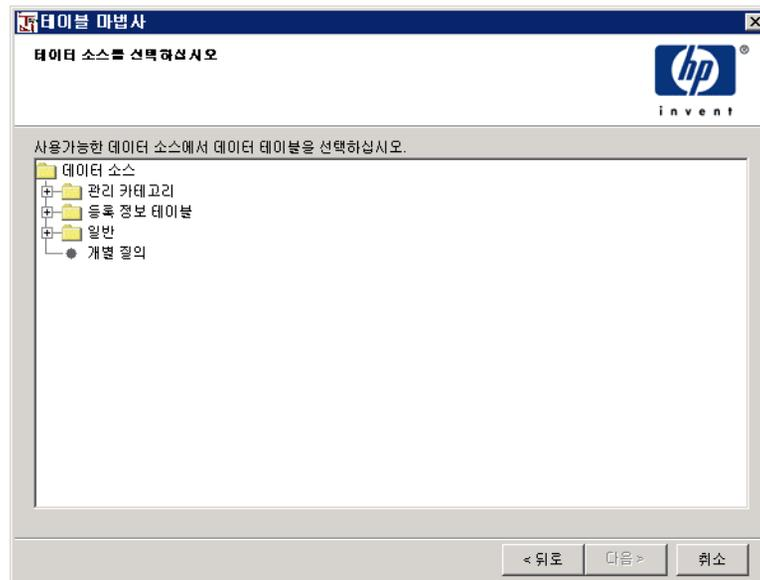 테이블 마법사
데이터 소스를 선택하십시오
hp
®
invent
사용가능한 데이터 소스에서 데이터 테이블을 선택하십시오.
데이터 소스
관리 카테고리
등록 정보 테이블
일반
개별 질의
< 뒤로
다음 >
취소